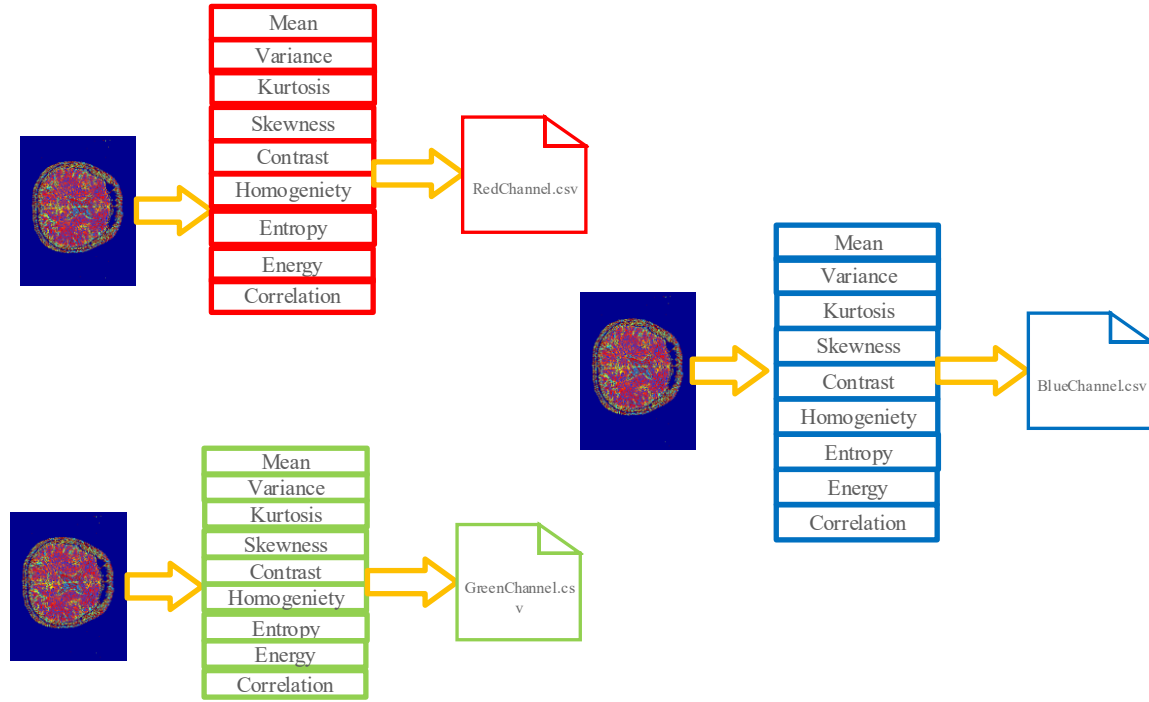 Mean
Variance
Kurtosis
Skewness
Contrast
Homogeniety
Entropy
Energy
Correlation
RedChannel.csv
Mean
Variance
Kurtosis
Skewness
Contrast
Homogeniety
Entropy
Energy
Correlation
BlueChannel.csv
Mean
Variance
Kurtosis
Skewness
Contrast
Homogeniety
Entropy
Energy
Correlation
GreenChannel.cs
v